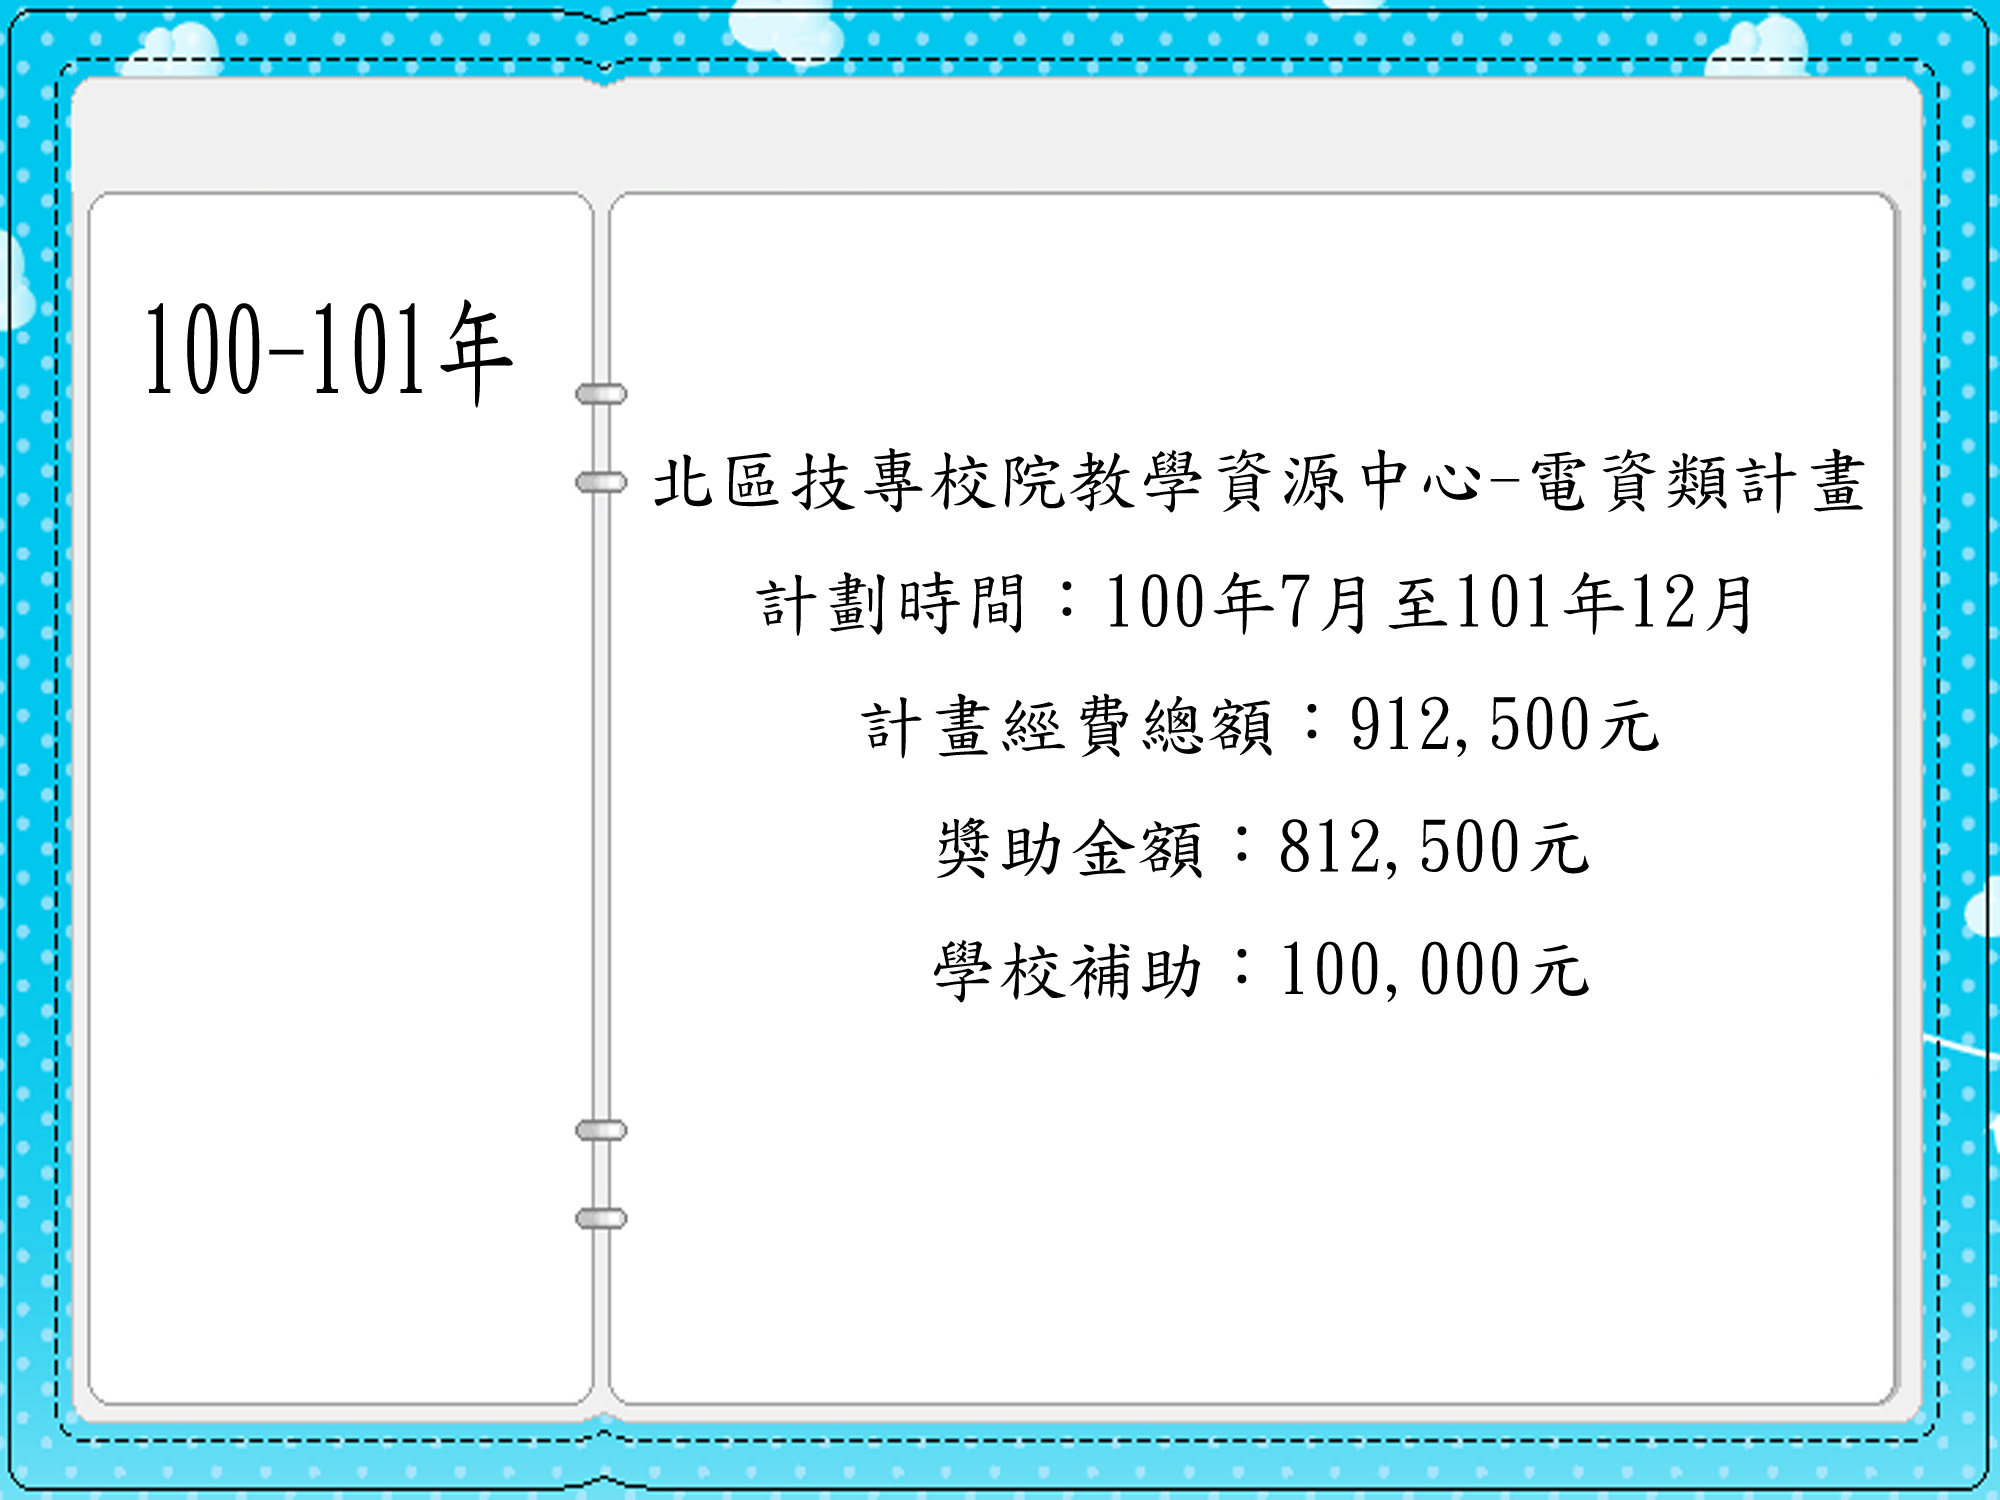 100-101年
北區技專校院教學資源中心-電資類計畫
計劃時間：100年7月至101年12月
計畫經費總額：912,500元
獎助金額：812,500元
學校補助：100,000元